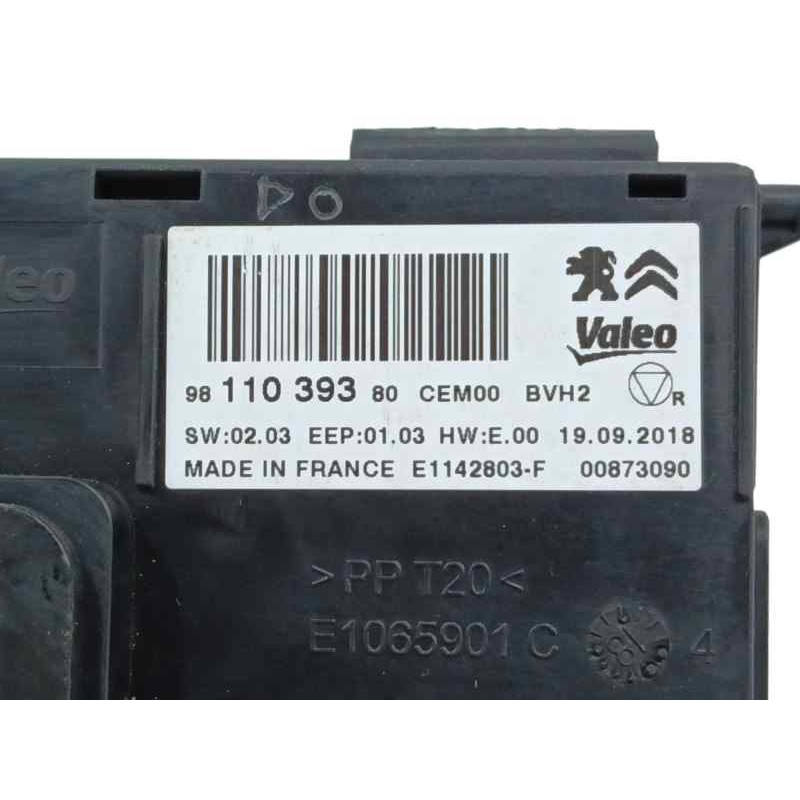 Valeo
98 110 393 80 CEM00 BVH2
R
SW:02.03 EEP:01.03 HW:E.00 19.09.2018
MADE IN FRANCE E1142803-F 00873090
>PP T20<
E1065901 C
4